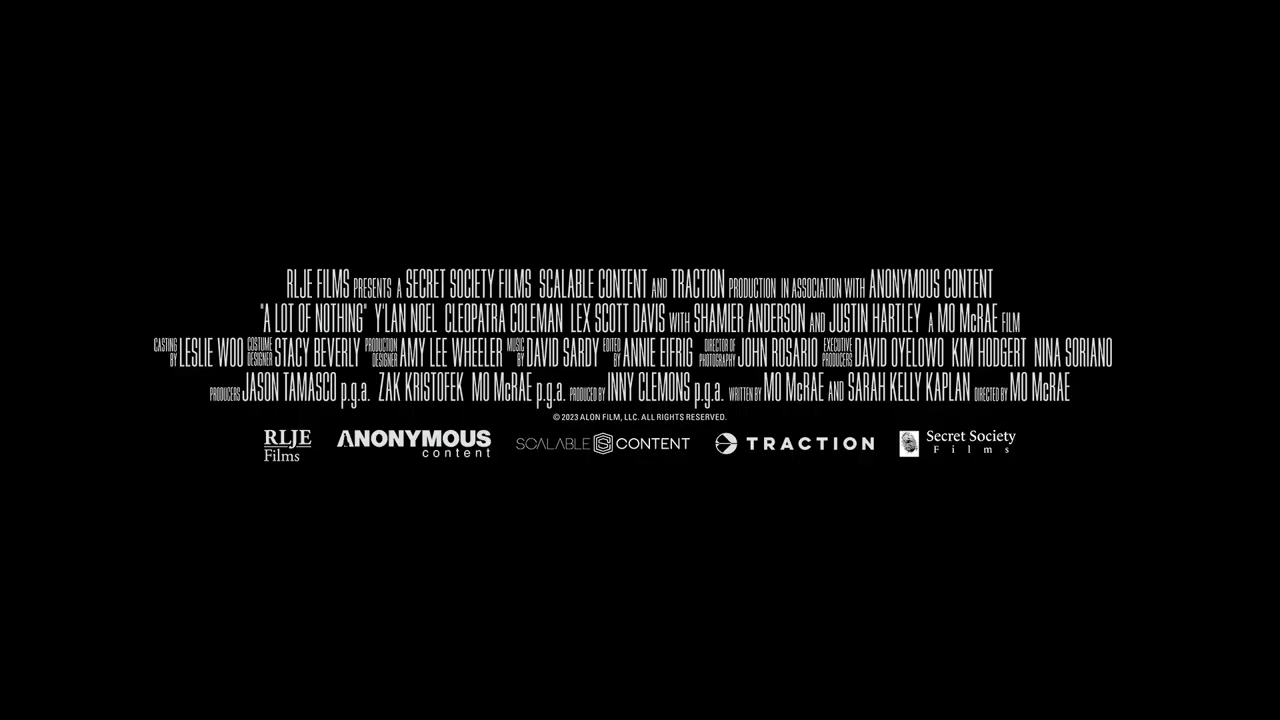 RLJE FILMS PRESENTS A SECRET SOCIETY FILMS SCALABLE CONTENT AND TRACTION PRODUCTION IN ASSOCIATION WITH ANONYMOUS CONTENT
"A LOT OF NOTHING" Y'LAN NOEL CLEOPATRA COLEMAN LEX SCOTT DAVIS WITH SHAMIER ANDERSON AND JUSTIN HARTLEY A MO McRAE FILM
CASTING BY LESLIE WOO COSTUME DESIGNER STACY BEVERLY PRODUCTION DESIGNER AMY LEE WHEELER MUSIC BY DAVID SARDY EDITED BY ANNIE EIFRIG DIRECTOR OF PHOTOGRAPHY JOHN ROSARIO EXECUTIVE PRODUCERS DAVID OYELOWO KIM HODGERT NINA SORIANO
PRODUCERS JASON TAMASCO p.g.a. ZAK KRISTOFEK MO McRAE p.g.a. PRODUCED BY INNY CLEMONS p.g.a. WRITTEN BY MO McRAE AND SARAH KELLY KAPLAN DIRECTED BY MO McRAE
© 2023 ALON FILM, LLC. ALL RIGHTS RESERVED.
RLJE Films ANONYMOUS content SCALABLE CONTENT TRACTION Secret Society Films